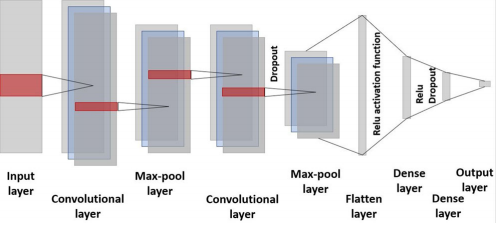 Dropout
Relu activation function
Relu
Dropout
Input
layer
Convolutional
layer
Max-pool
layer
Convolutional
layer
Max-pool
layer
Flatten
layer
Dense
layer
Dense
layer
Output
layer